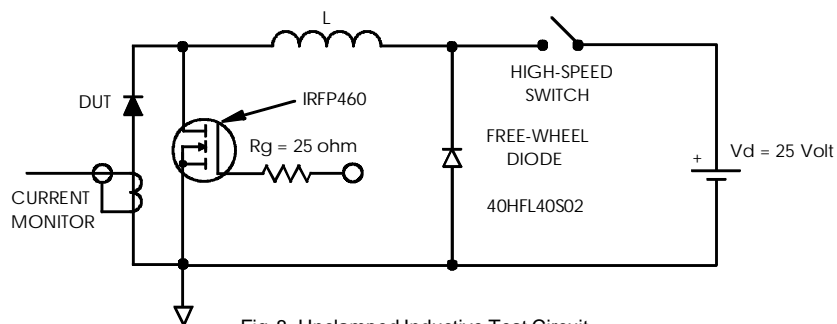 L
HIGH-SPEED
SWITCH
DUT
IRFP460
Rg = 25 ohm
FREE-WHEEL
DIODE
+
Vd = 25 Volt
CURRENT
MONITOR
40HFL40S02
Fig. 8 - Unclamped Inductive Test Circuit